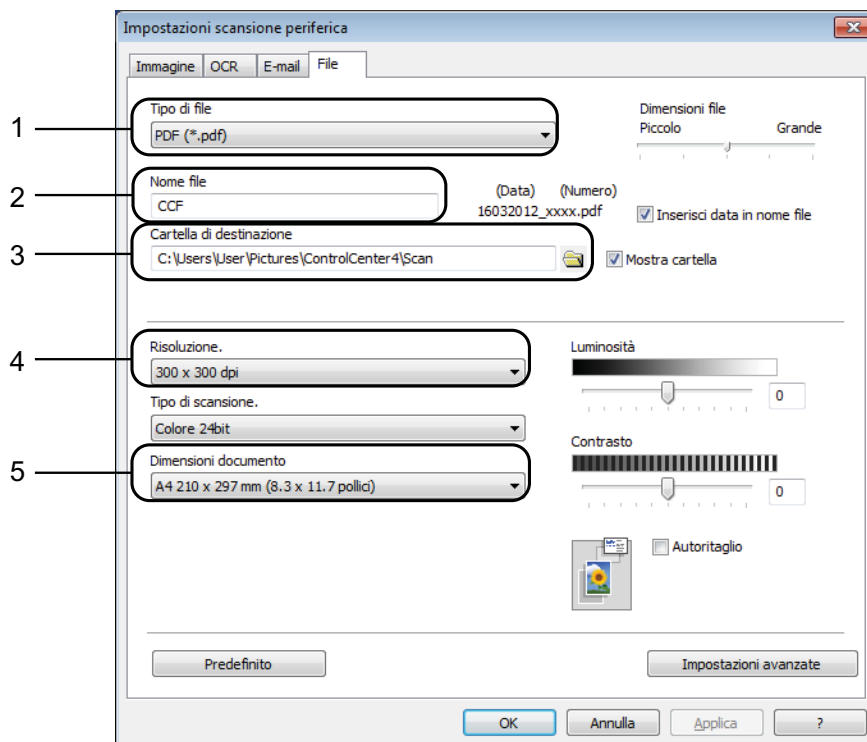 Impostazioni scansione periferica
Immagine OCR E-mail File
1
Tipo di file
PDF (*.pdf)
Dimensioni file
Piccolo Grande
2
Nome file
CCF
(Data) (Numero)
16032012_xxxx.pdf
Inserisci data in nome file
3
Cartella di destinazione
C:\Users\User\Pictures\ControlCenter4\Scan
Mostra cartella
4
Risoluzione.
300 x 300 dpi
Luminosità
0
Tipo di scansione.
Colore 24bit
Contrasto
0
5
Dimensioni documento
A4 210 x 297 mm (8.3 x 11.7 pollici)
Autoritaglio
Predefinito
Impostazioni avanzate
OK Annulla Applica ?